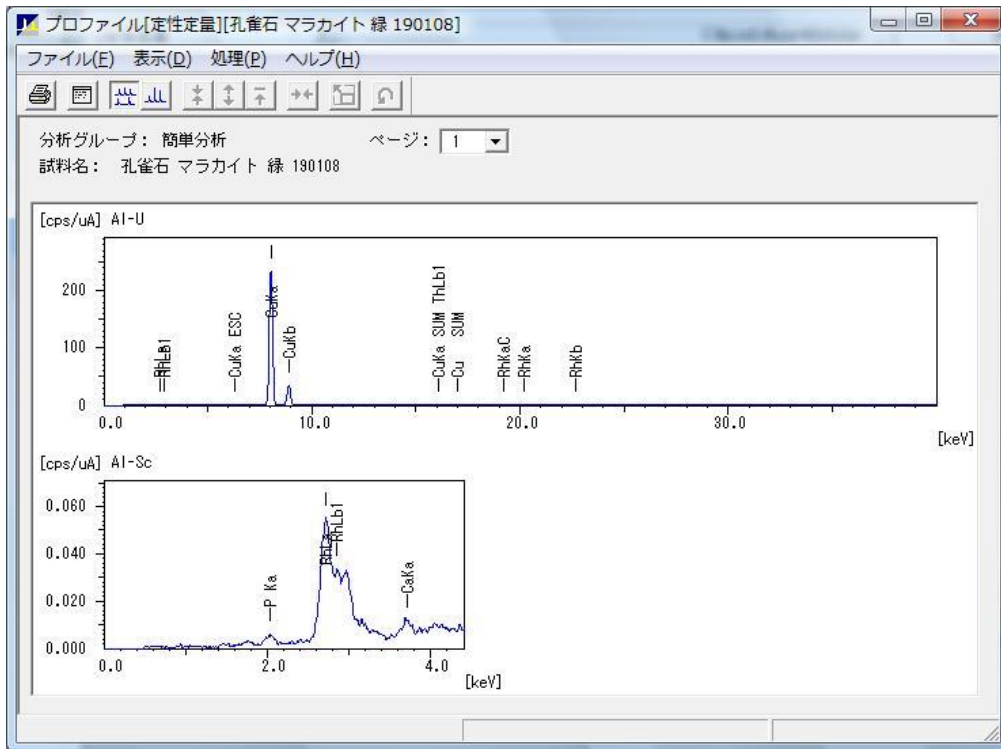 プロファイル[定性定量][孔雀石 マラカイト 緑 190108]
ファイル(F) 表示(D) 処理(P) ヘルプ(H)
分析グループ： 簡単分析 ページ： 1
試料名： 孔雀石 マラカイト 緑 190108
[cps/uA] Al-U
200
100
0
RhLb1
CuKa ESC
CuKa
CuKb
CuKa SUM ThLb1
Cu SUM
RhKaC
RhKa
RhKb
0.0 10.0 20.0 30.0
[keV]
[cps/uA] Al-Sc
0.060
0.040
0.020
0.000
P Ka
RhLa
RhLb1
CaKa
0.0 2.0 4.0
[keV]